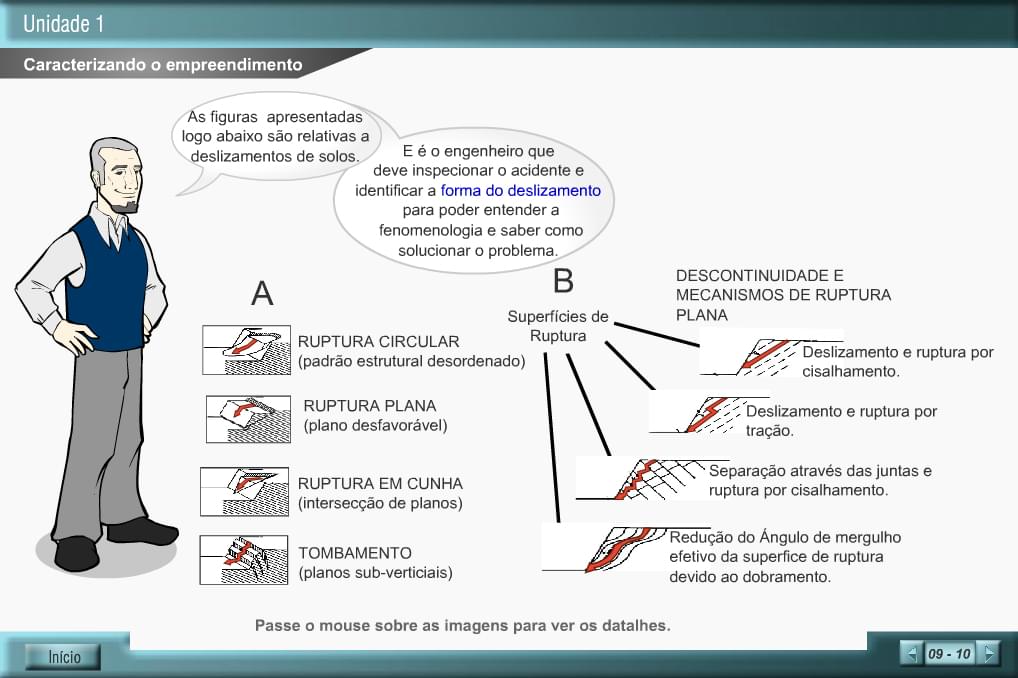 Unidade 1
Caracterizando o empreendimento
As figuras apresentadas
logo abaixo são relativas a
deslizamentos de solos.
E é o engenheiro que
deve inspecionar o acidente e
identificar a forma do deslizamento
para poder entender a
fenomenologia e saber como
solucionar o problema.
A
RUPTURA CIRCULAR
(padrão estrutural desordenado)
RUPTURA PLANA
(plano desfavorável)
RUPTURA EM CUNHA
(intersecção de planos)
TOMBAMENTO
(planos sub-verticiais)
B
Superfícies de
Ruptura
DESCONTINUIDADE E
MECANISMOS DE RUPTURA
PLANA
Deslizamento e ruptura por
cisalhamento.
Deslizamento e ruptura por
tração.
Separação através das juntas e
ruptura por cisalhamento.
Redução do Ângulo de mergulho
efetivo da superfice de ruptura
devido ao dobramento.
Passe o mouse sobre as imagens para ver os datalhes.
Início
09 - 10